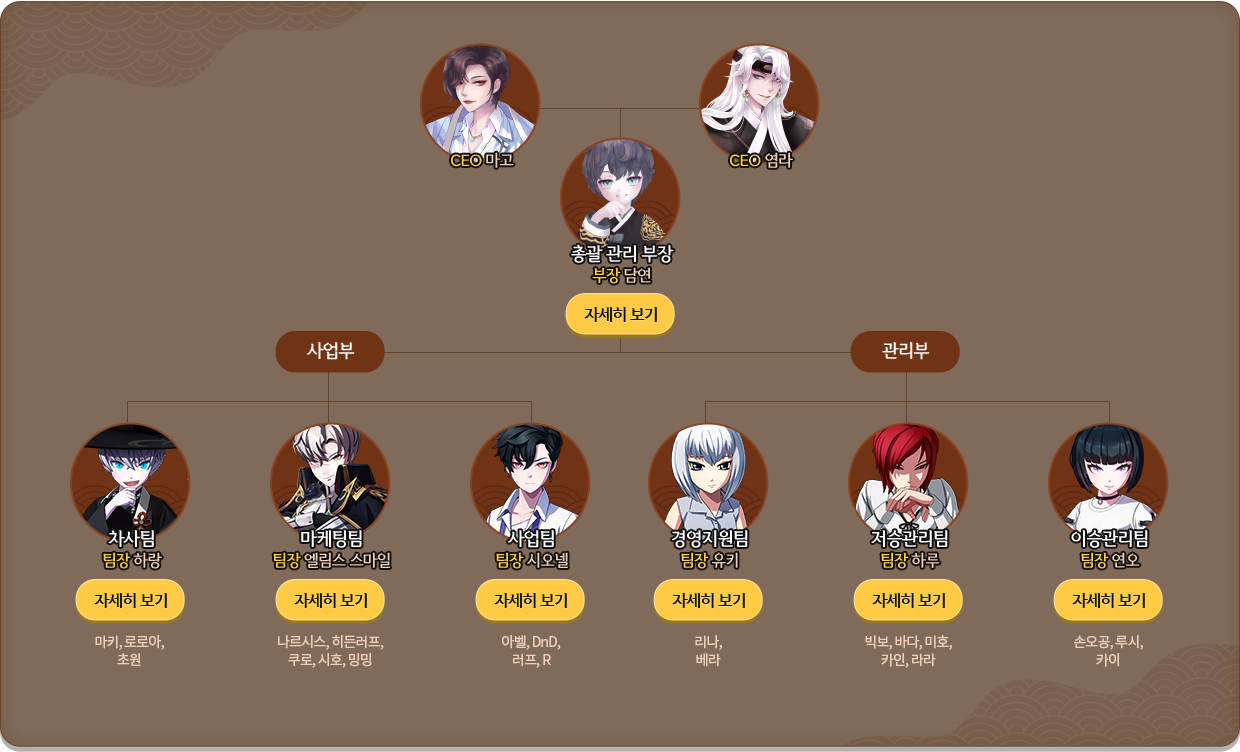 CEO 마고
CEO 염라
총괄 관리 부장
부장 담연
자세히 보기
사업부
관리부
차사팀
팀장 하랑
자세히 보기
마키, 로로아,
초원
마케팅팀
팀장 엘림스 스마일
자세히 보기
나르시스, 히든러프,
쿠로, 시호, 밍밍
사업팀
팀장 시오넬
자세히 보기
아벨, DnD,
러프, R
경영지원팀
팀장 유키
자세히 보기
리나,
베라
저승관리팀
팀장 하루
자세히 보기
빅보, 바다, 미호,
카인, 라라
이승관리팀
팀장 연오
자세히 보기
손오공, 루시,
카이